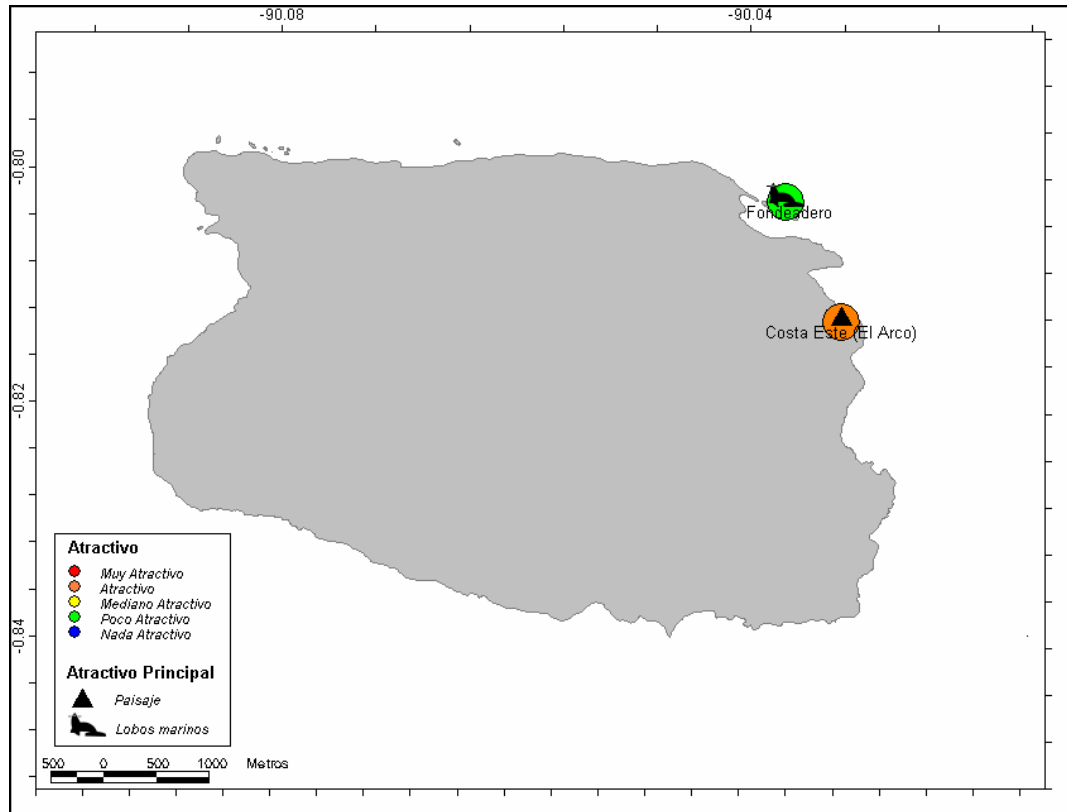 -90.08
-90.04
-0.80
Fondeadero
Costa Este (El Arco)
-0.82
-0.84
Atractivo
Muy Atractivo
Atractivo
Mediano Atractivo
Poco Atractivo
Nada Atractivo
Atractivo Principal
Paisaje
Lobos marinos
500 0 500 1000 Metros